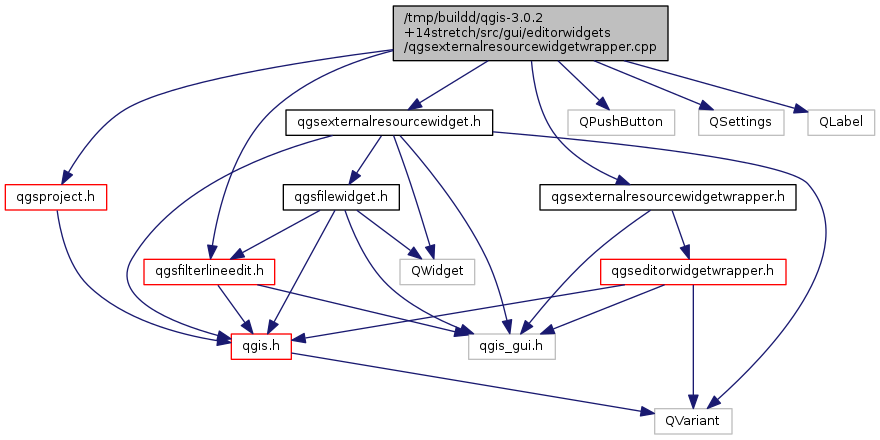 /tmp/buildd/qgis-3.0.2
+14stretch/src/gui/editorwidgets
/qgsexternalresourcewidgetwrapper.cpp
qgsexternalresourcewidget.h
QPushButton
QSettings
QLabel
qgsproject.h
qgsfilewidget.h
qgsexternalresourcewidgetwrapper.h
qgsfilterlineedit.h
QWidget
qgseditorwidgetwrapper.h
qgis.h
qgis_gui.h
QVariant